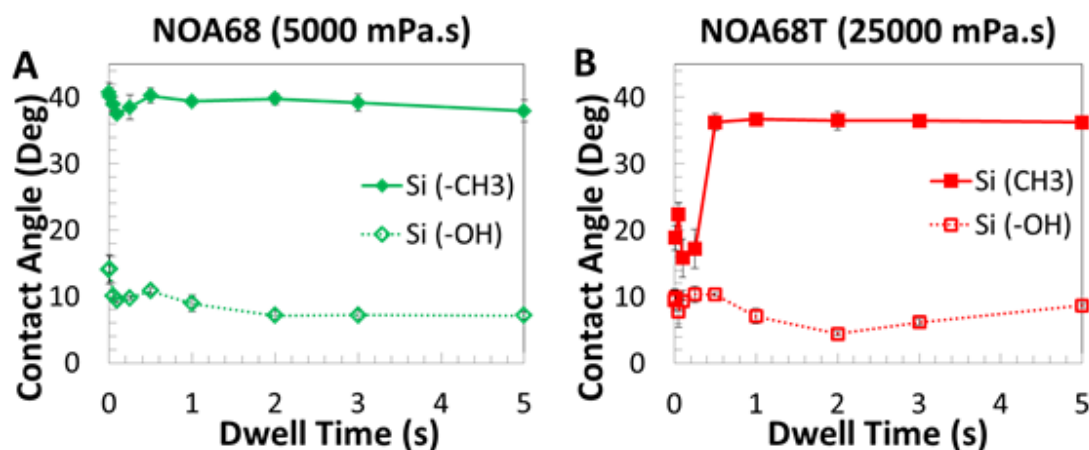 NOA68 (5000 mPa.s)
A
Contact Angle (Deg)
40
30
20
10
0
Si (-CH3)
Si (-OH)
0 1 2 3 4 5
Dwell Time (s)
NOA68T (25000 mPa.s)
B
Contact Angle (Deg)
40
30
20
10
0
Si (CH3)
Si (-OH)
0 1 2 3 4 5
Dwell Time (s)